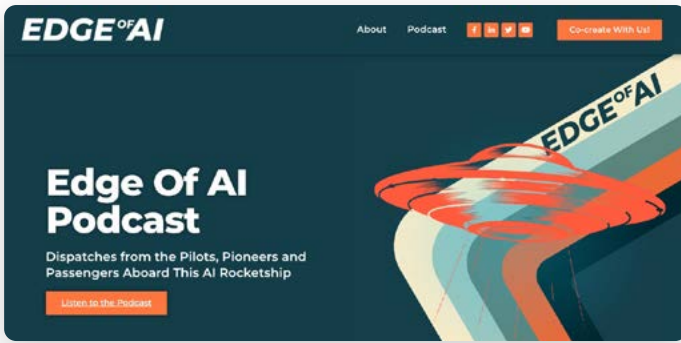 EDGE OF AI
About Podcast Co-create With Us!
EDGE OF AI
Edge Of AI
Podcast
Dispatches from the Pilots, Pioneers and
Passengers Aboard This AI Rocketship
Listen to the Podcast